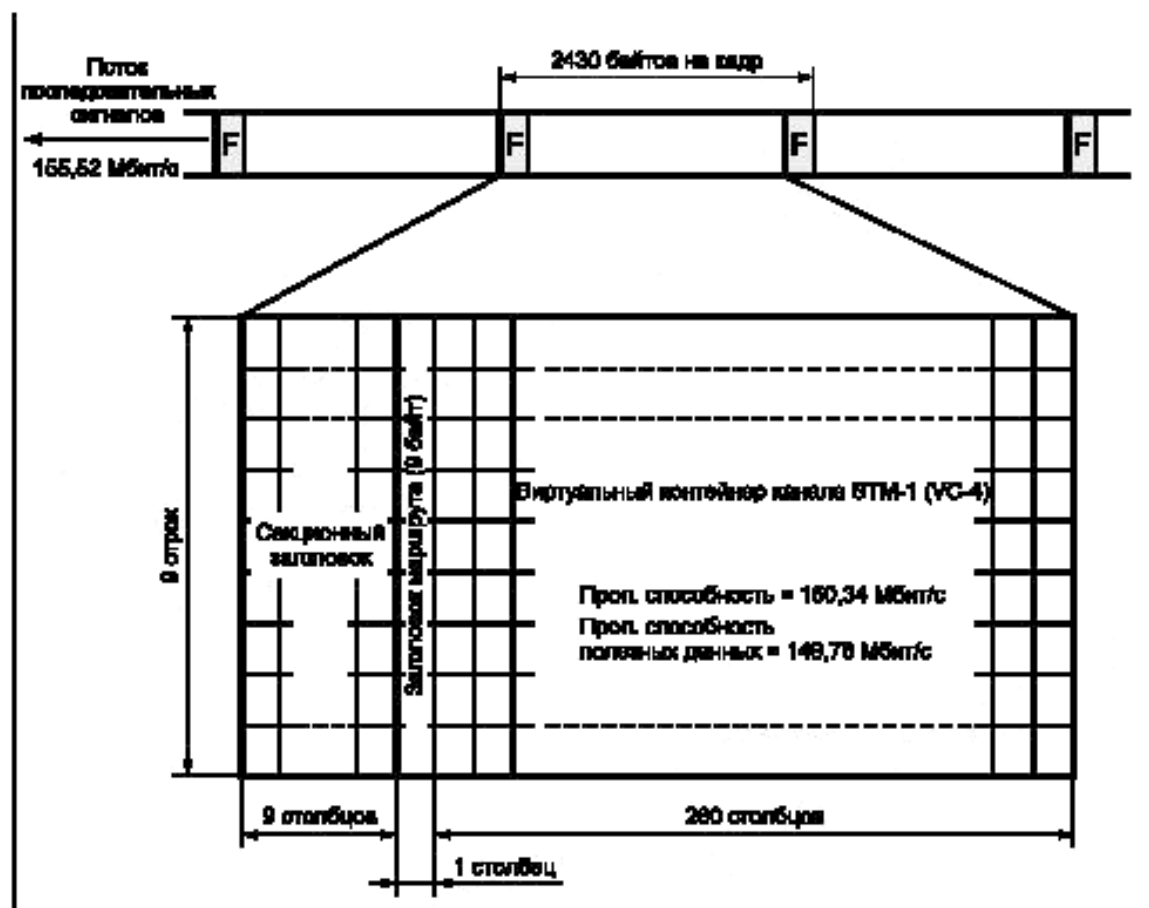 2430 байтов на кадр
Поток
последовательных
сигналов
155,52 Мбит/с
F
F
F
F
9 строк
Секционный
заголовок
Заголовок маршрута (9 байт)
Виртуальный контейнер канала STM-1 (VC-4)
Проп. способность = 150,34 Мбит/с
Проп. способность
полезных данных = 149,76 Мбит/с
9 столбцов
260 столбцов
1 столбец